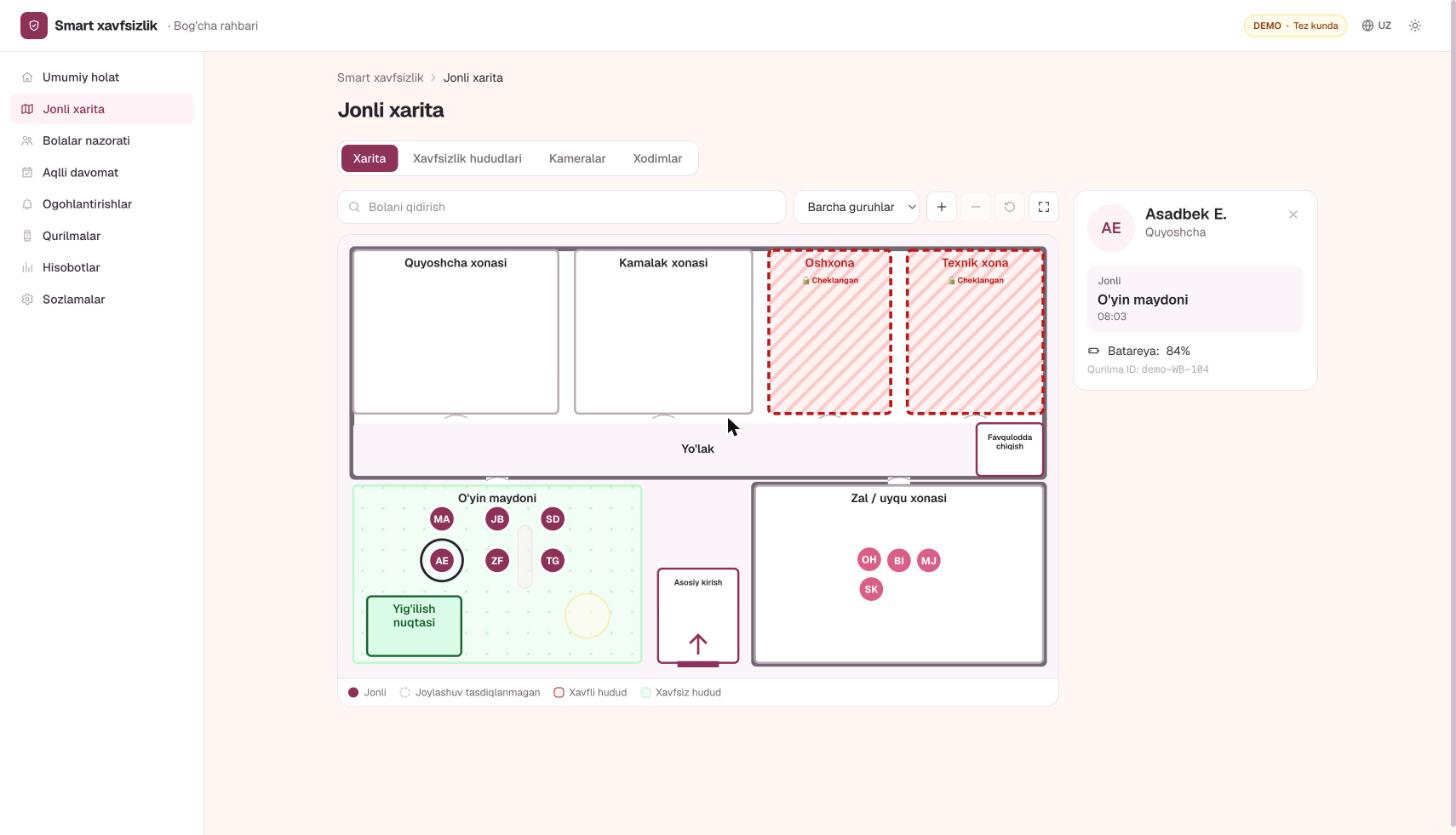 Smart xavfsizlik · Bog'cha rahbari
DEMO · Tez kunda
UZ
Umumiy holat
Jonli xarita
Bolalar nazorati
Aqlli davomat
Ogohlantirishlar
Qurilmalar
Hisobotlar
Sozlamalar
Smart xavfsizlik > Jonli xarita
Jonli xarita
Xarita
Xavfsizlik hududlari
Kameralar
Xodimlar
Bolani qidirish
Barcha guruhlar
Quyoshcha xonasi
Kamalak xonasi
Oshxona
Cheklangan
Texnik xona
Cheklangan
Yo'lak
Favqulodda
chiqish
O'yin maydoni
MA JB SD
AE ZF TG
Yig'ilish
nuqtasi
Asosiy kirish
Zal / uyqu xonasi
OH BI MJ
SK
Jonli
Joylashuv tasdiqlanmagan
Xavfli hudud
Xavfsiz hudud
AE
Asadbek E.
Quyoshcha
Jonli
O'yin maydoni
08:03
Batareya: 84%
Qurilma ID: demo-WB-104